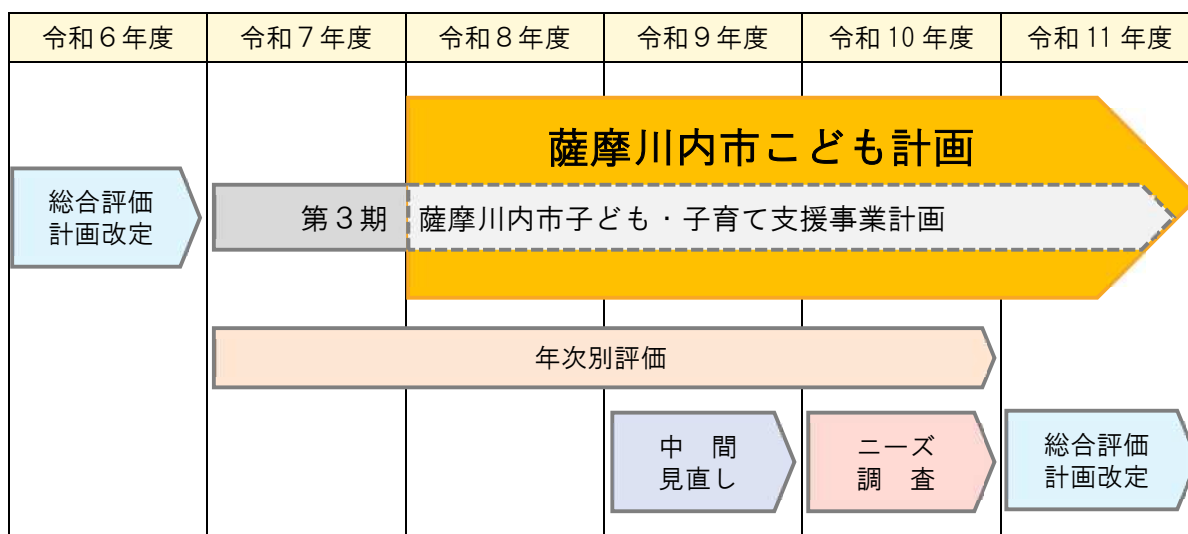 令和６年度
令和７年度
令和８年度
令和９年度
令和 10 年度
令和 11 年度
薩摩川内市こども計画
総合評価
計画改定
第３期
薩摩川内市子ども・子育て支援事業計画
年次別評価
中　間
見直し
ニーズ
調　査
総合評価
計画改定